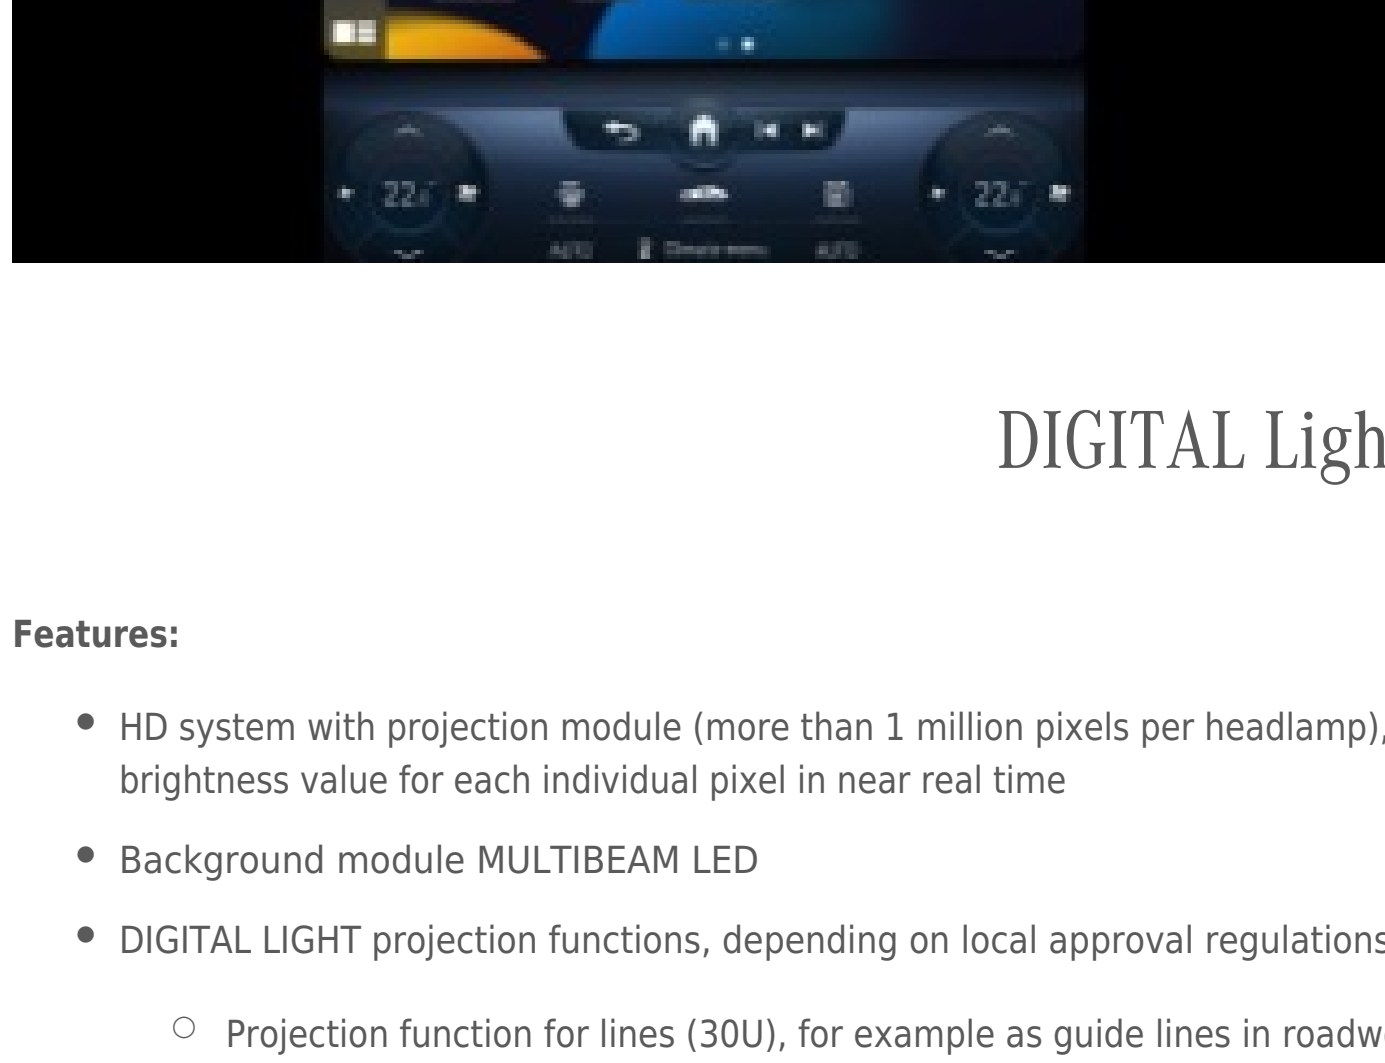 22
22
AUTO
Climate menu
AUTO
DIGITAL Ligh
Features:
HD system with projection module (more than 1 million pixels per headlamp),
brightness value for each individual pixel in near real time
Background module MULTIBEAM LED
DIGITAL LIGHT projection functions, depending on local approval regulations
Projection function for lines (30U), for example as guide lines in roadw